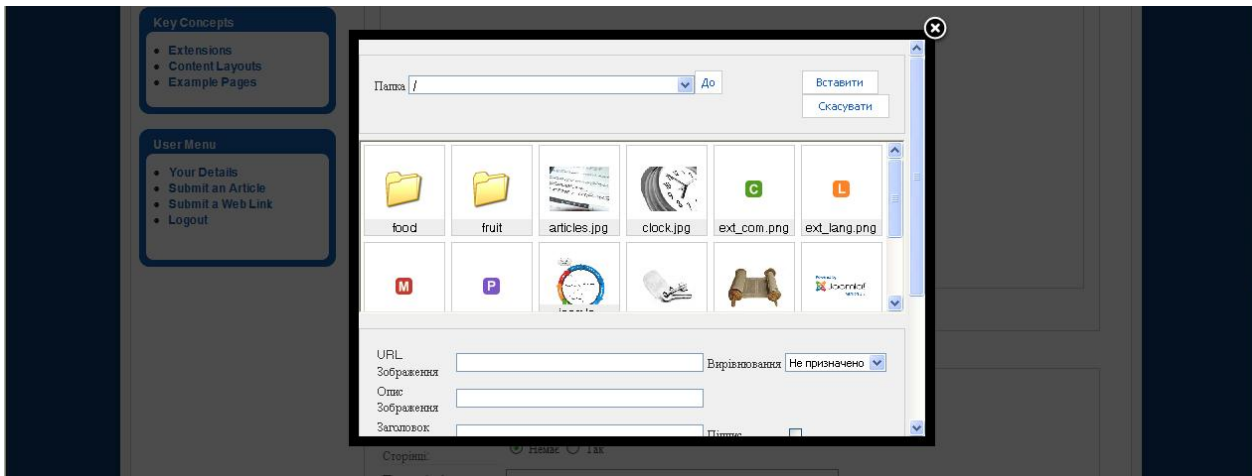 Key Concepts
Extensions
Content Layouts
Example Pages
User Menu
Your Details
Submit an Article
Submit a Web Link
Logout
Папка / До Вставити
Скасувати
food fruit articles.jpg clock.jpg ext_com.png ext_lang.png
C L
M P Joomla!
URL
Зображення Вирівнювання Не призначено
Опис
Зображення
Заголовок
Підпис
Сторінці:
Немає Так